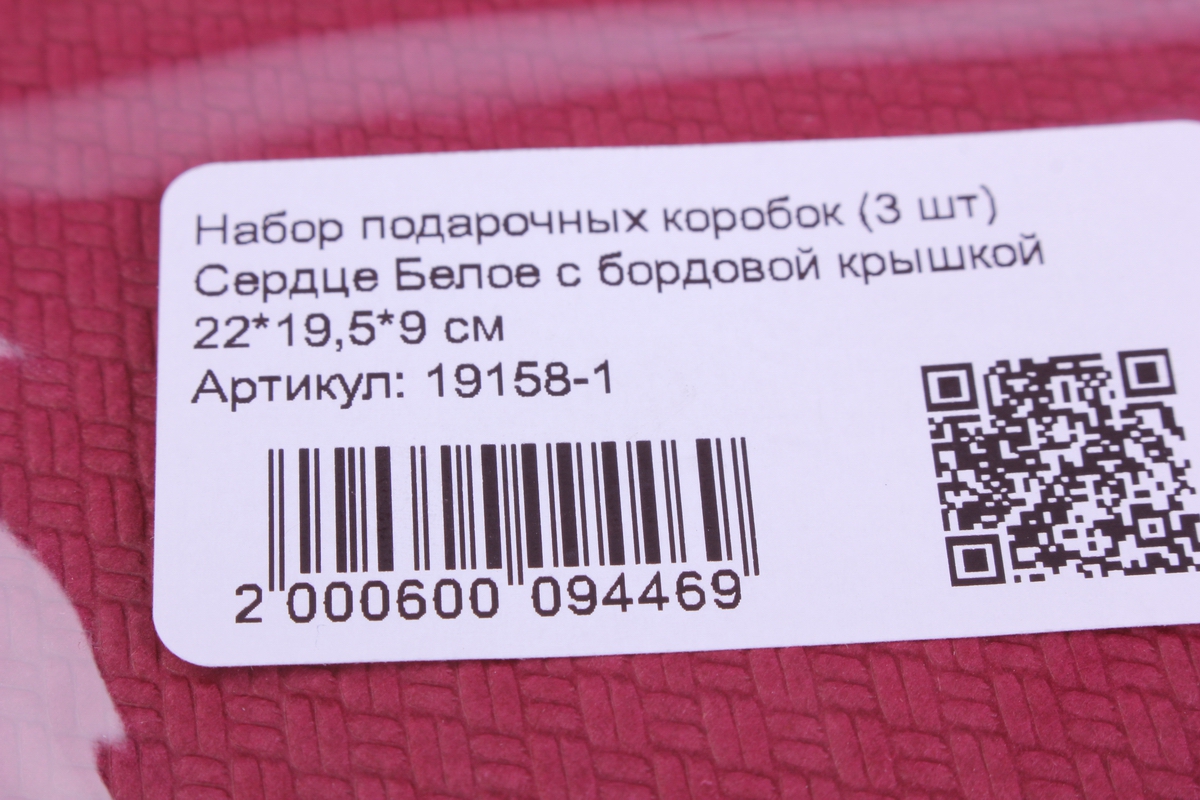 Набор подарочных коробок (3 шт)
Сердце Белое с бордовой крышкой
22*19,5*9 см
Артикул: 19158-1
2 000600 094469